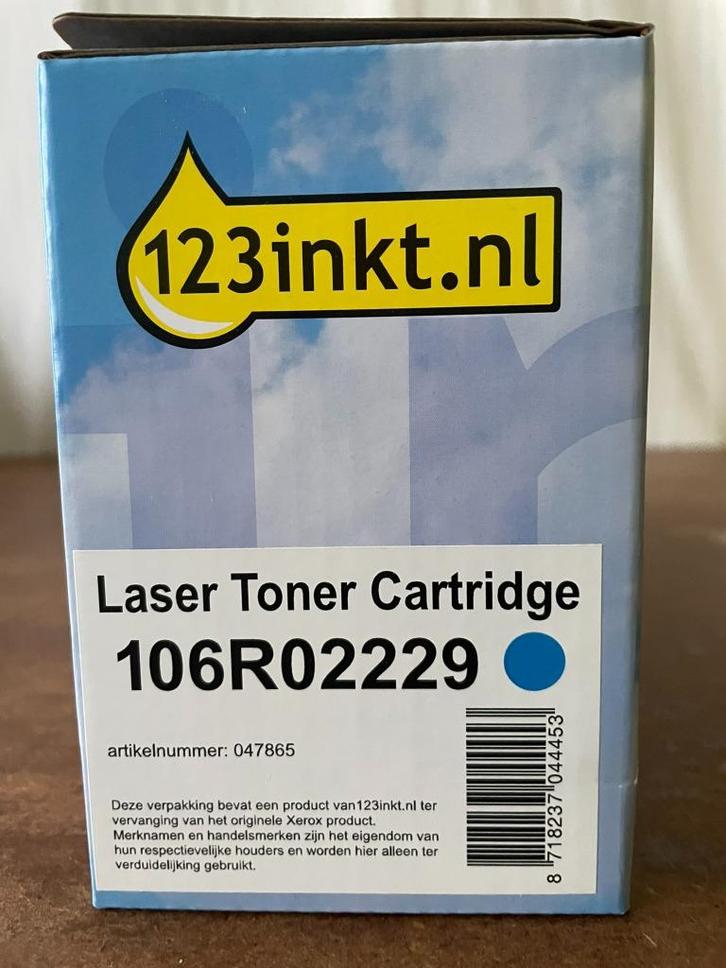 123inkt.nl
Laser Toner Cartridge
106R02229
artikelnummer: 047865
Deze verpakking bevat een product van123inkt.nl ter
vervanging van het originele Xerox product.
Merknamen en handelsmerken zijn het eigendom van
hun respectievelijke houders en worden hier alleen ter
verduidelijking gebruikt.
8 718237 044453